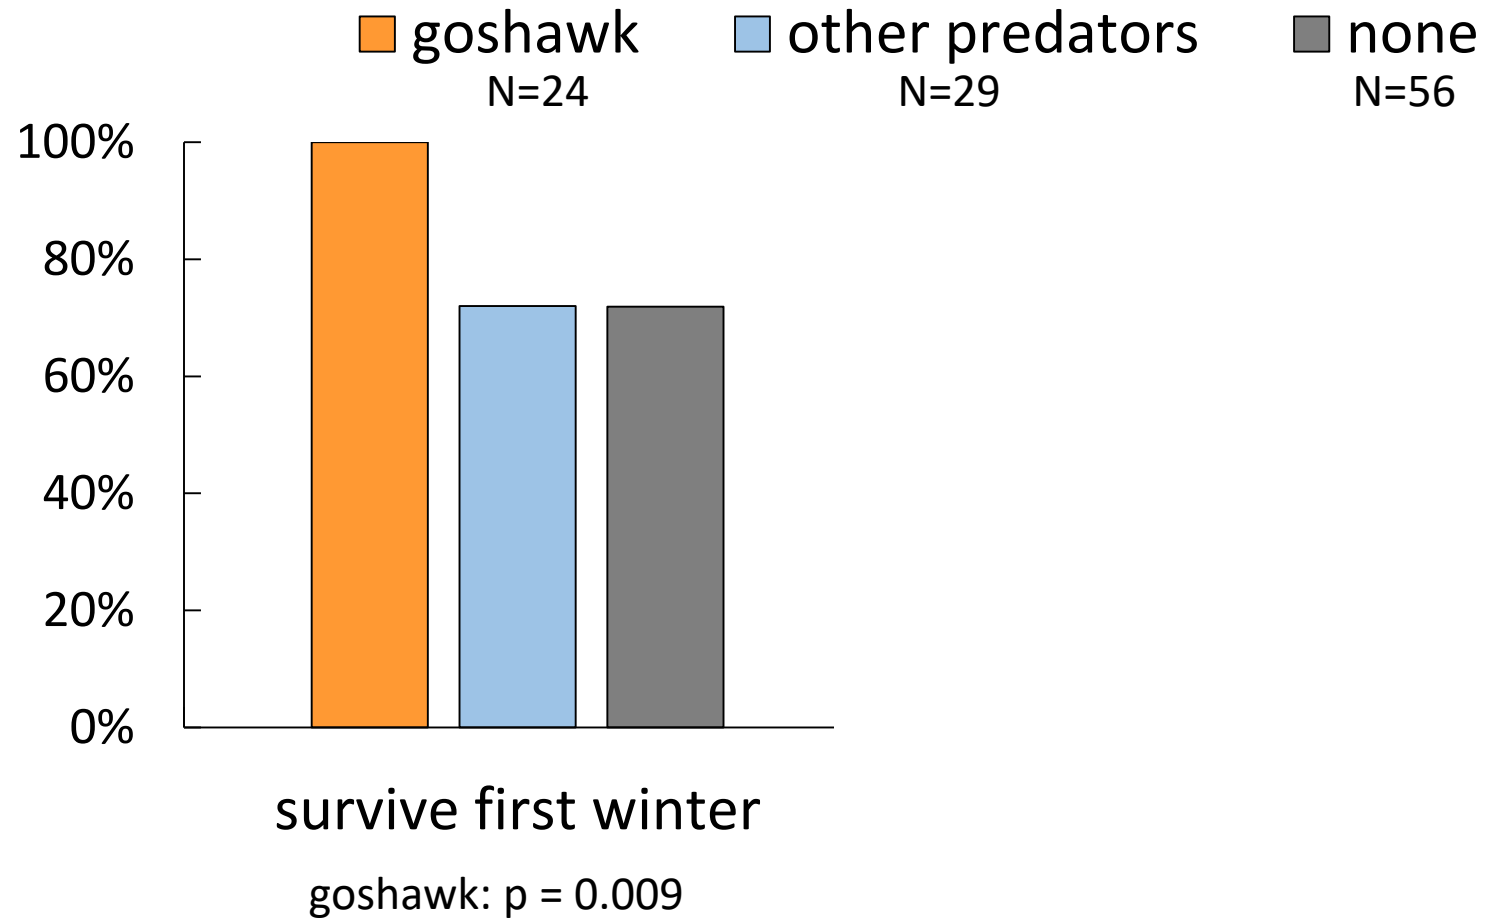 goshawk other predators none
N=24 N=29 N=56
100%
80%
60%
40%
20%
0%
survive first winter
goshawk: p = 0.009